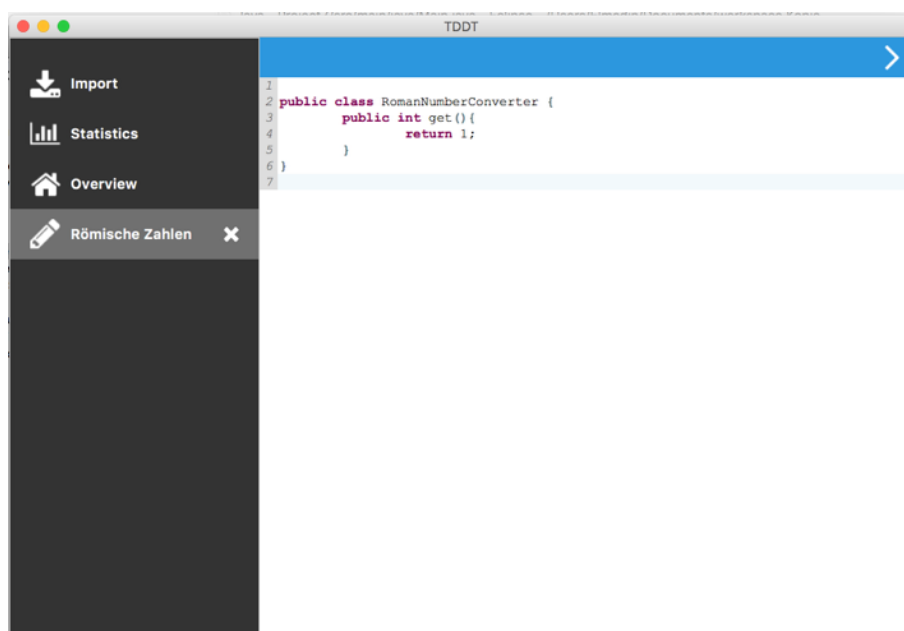 TDDT
Import
Statistics
Overview
Römische Zahlen
1
2 public class RomanNumberConverter {
3 public int get(){
4 return 1;
5 }
6 }
7